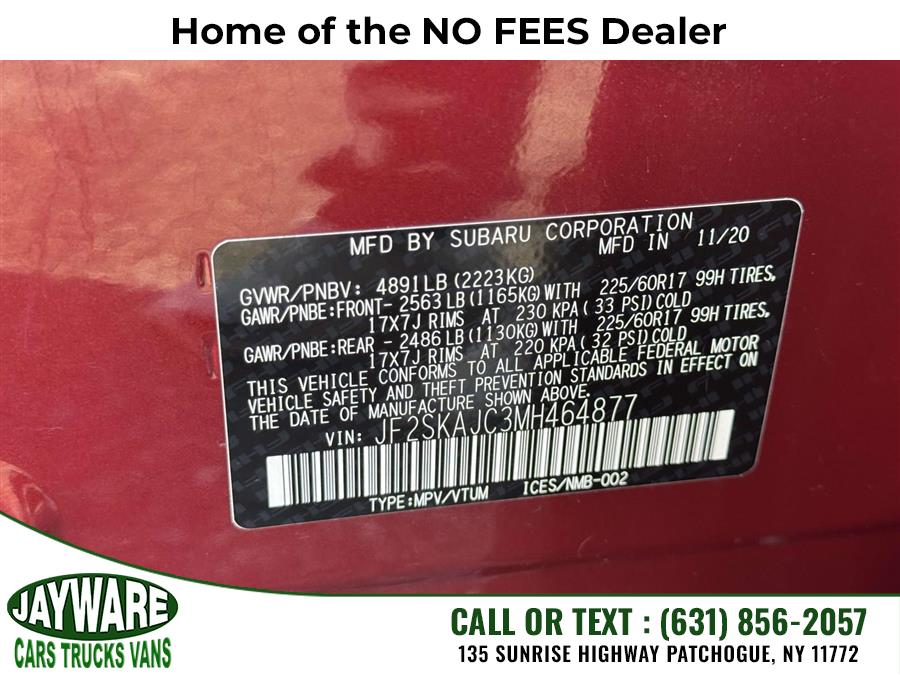 Home of the NO FEES Dealer
MFD BY SUBARU CORPORATION
MFD IN 11/20
GVWR/PNBV: 4891LB (2223KG)
GAWR/PNBE:FRONT- 2563LB (1165KG) WITH 225/60R17 99H TIRES,
17X7J RIMS AT 230 KPA ( 33 PSI) COLD
GAWR/PNBE:REAR - 2486LB (1130KG) WITH 225/60R17 99H TIRES,
17X7J RIMS AT 220 KPA ( 32 PSI) COLD
THIS VEHICLE CONFORMS TO ALL APPLICABLE FEDERAL MOTOR
VEHICLE SAFETY AND THEFT PREVENTION STANDARDS IN EFFECT ON
THE DATE OF MANUFACTURE SHOWN ABOVE.
VIN: JF2SKAJC3MH464877
TYPE:MPV/VTUM ICES/NMB-002
JAYWARE
CARS TRUCKS VANS
CALL OR TEXT : (631) 856-2057
135 SUNRISE HIGHWAY PATCHOGUE, NY 11772